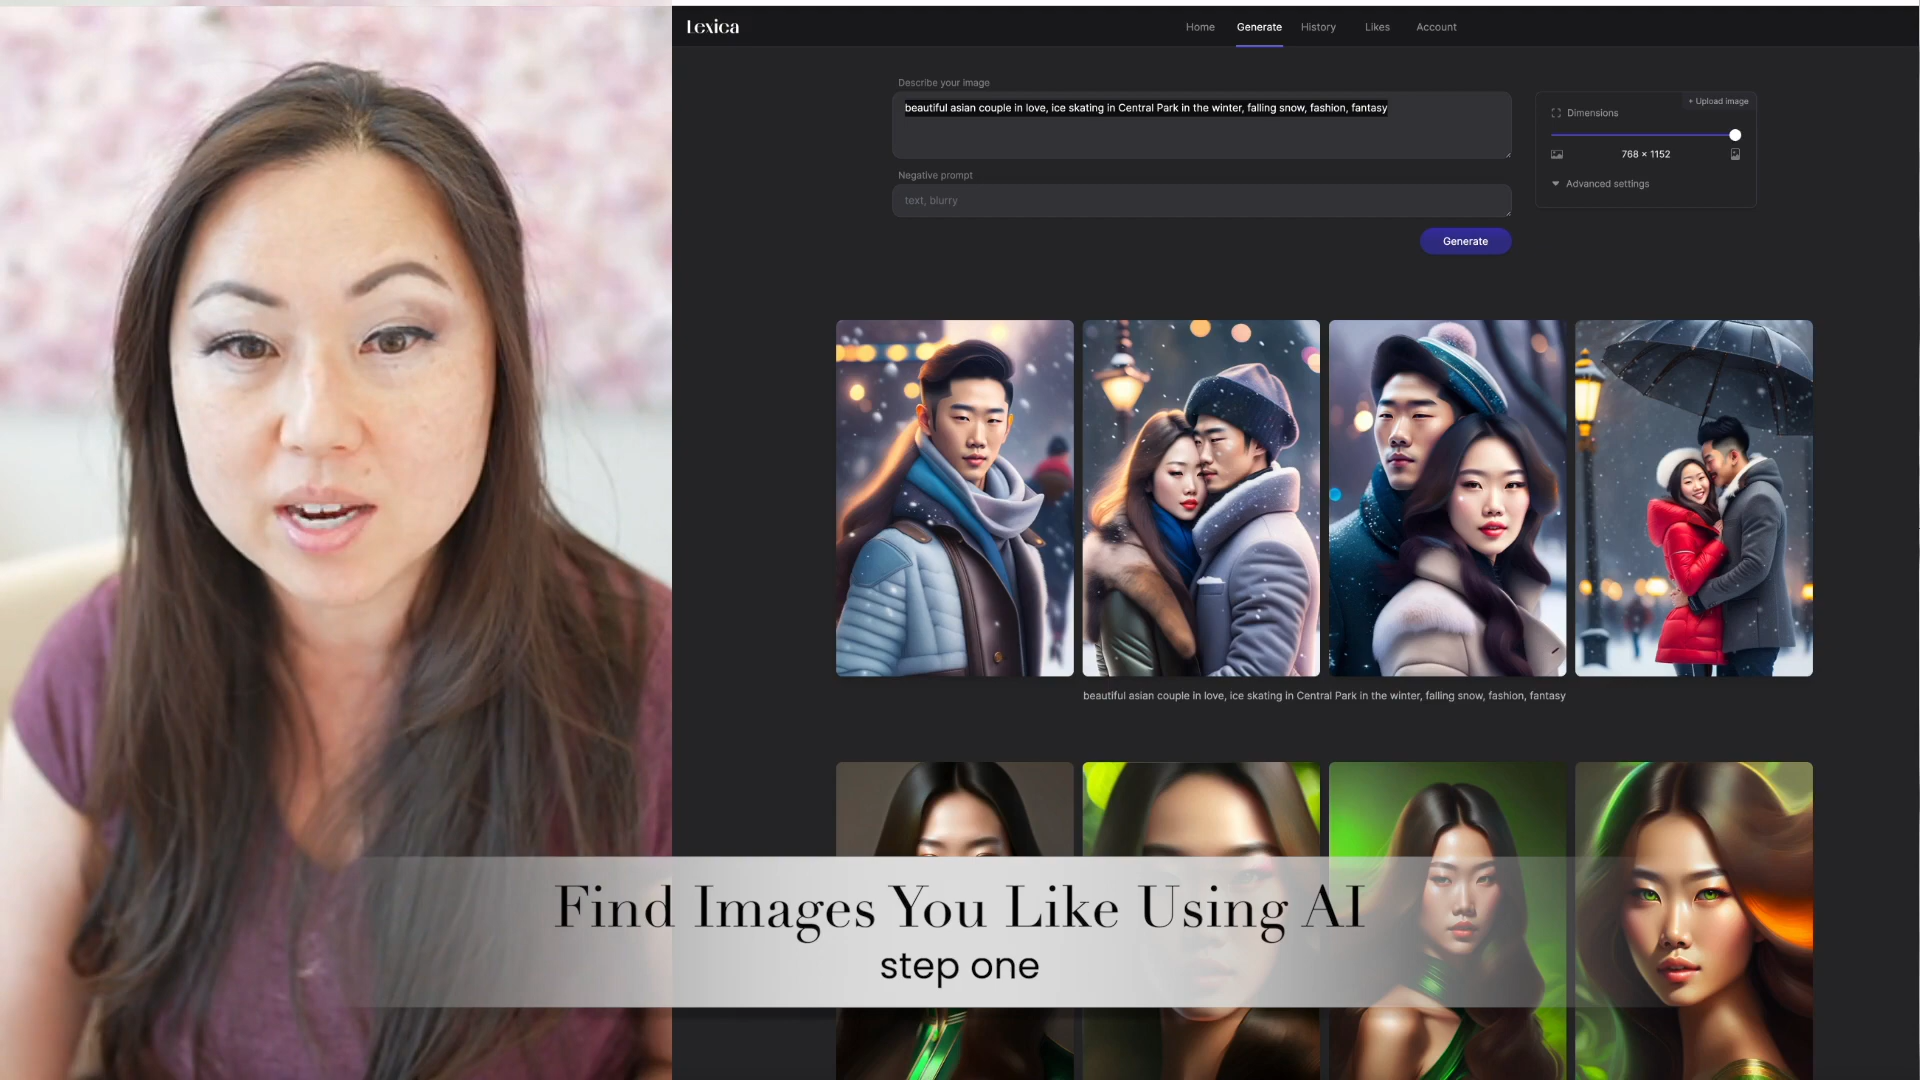 Lexica
Home Generate History Likes Account
Describe your image
beautiful asian couple in love, ice skating in Central Park in the winter, falling snow, fashion, fantasy
+ Upload image
Dimensions
768 × 1152
Advanced settings
Negative prompt
text, blurry
Generate
beautiful asian couple in love, ice skating in Central Park in the winter, falling snow, fashion, fantasy
Find Images You Like Using AI
step one